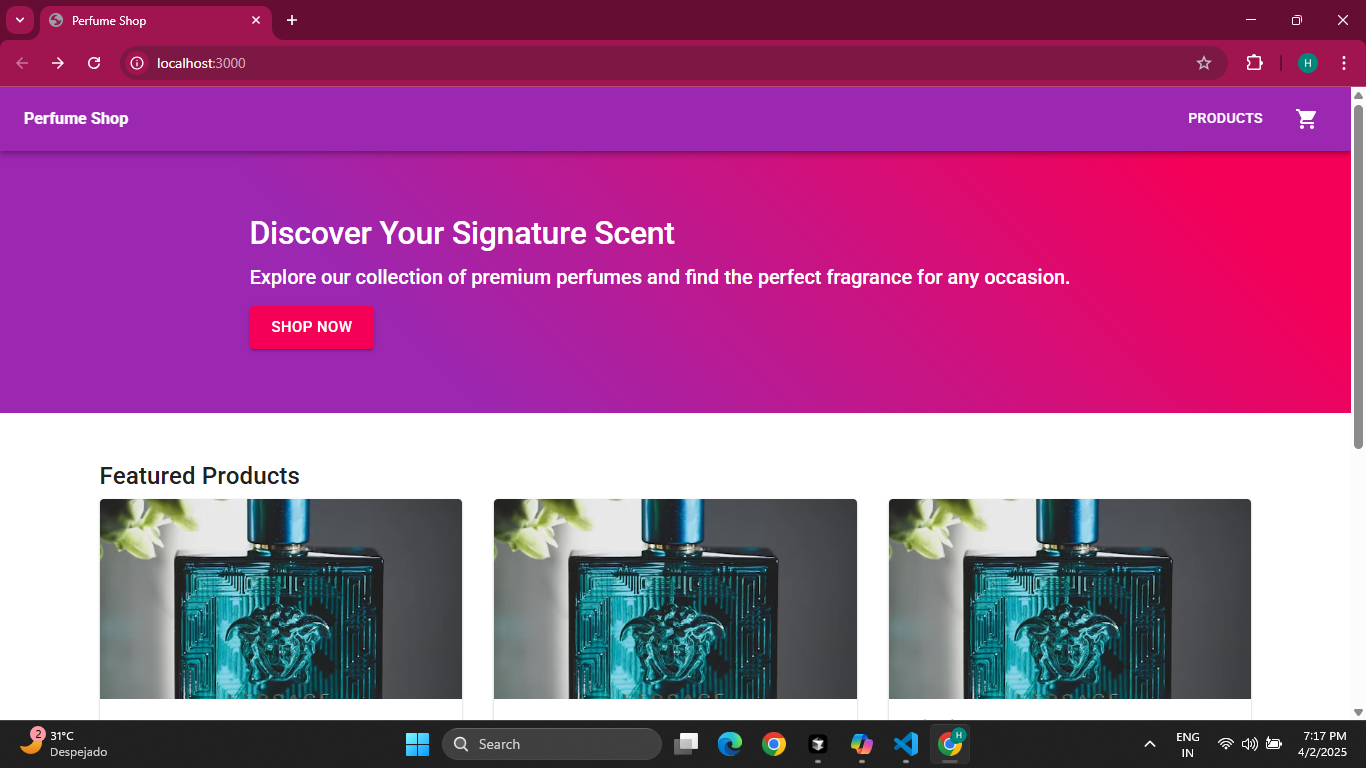 Perfume Shop
localhost:3000
H
Perfume Shop
PRODUCTS
Discover Your Signature Scent
Explore our collection of premium perfumes and find the perfect fragrance for any occasion.
SHOP NOW
Featured Products
2
31°C
Despejado
Search
H
ENG
IN
7:17 PM
4/2/2025